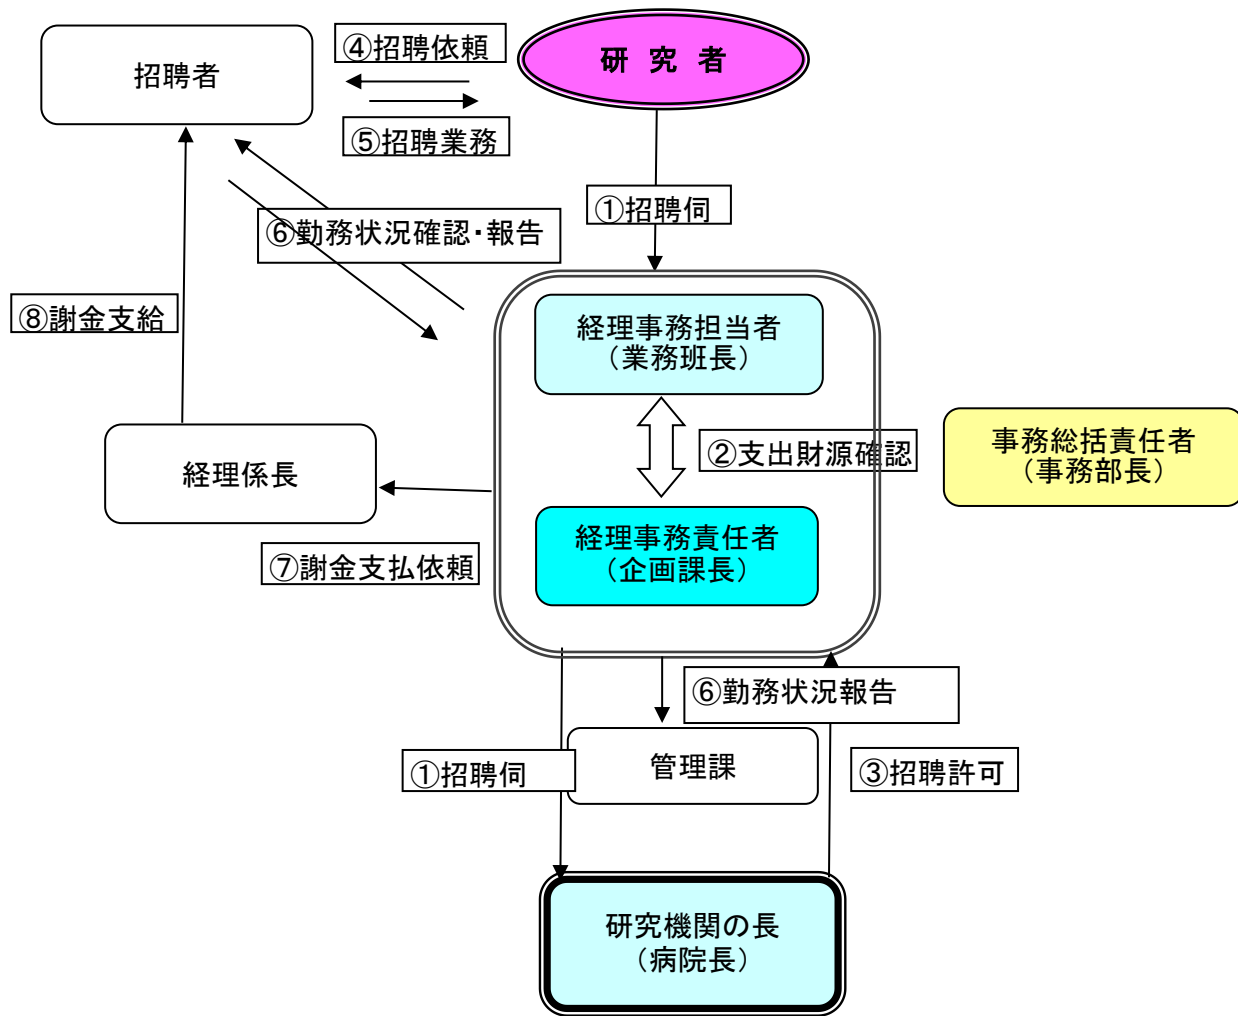 ④招聘依頼
研 究 者
招聘者
⑤招聘業務
①招聘伺
⑥勤務状況確認・報告
⑧謝金支給
経理事務担当者
（業務班長）
②支出財源確認
事務総括責任者
（事務部長）
経理係長
経理事務責任者
（企画課長）
⑦謝金支払依頼
⑥勤務状況報告
①招聘伺
管理課
③招聘許可
研究機関の長
（病院長）